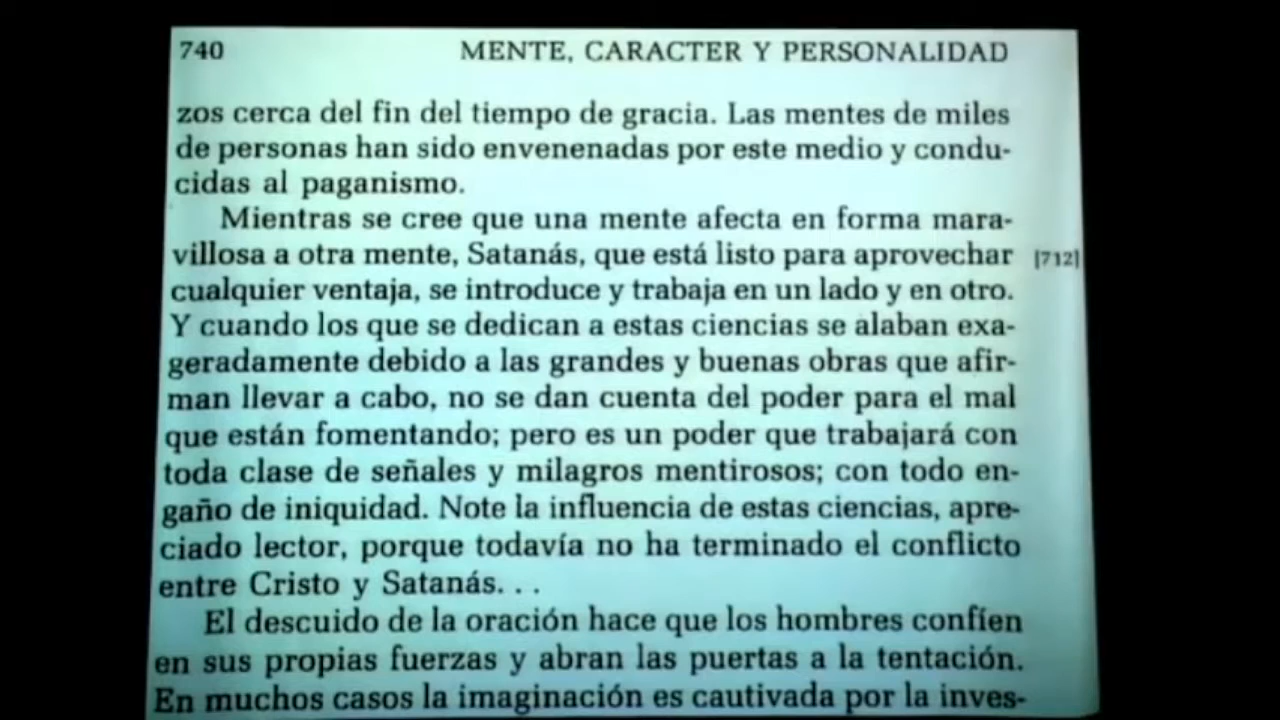 740 MENTE, CARACTER Y PERSONALIDAD
zos cerca del fin del tiempo de gracia. Las mentes de miles
de personas han sido envenenadas por este medio y condu-
cidas al paganismo.
Mientras se cree que una mente afecta en forma mara-
villosa a otra mente, Satanás, que está listo para aprovechar [712]
cualquier ventaja, se introduce y trabaja en un lado y en otro.
Y cuando los que se dedican a estas ciencias se alaban exa-
geradamente debido a las grandes y buenas obras que afir-
man llevar a cabo, no se dan cuenta del poder para el mal
que están fomentando; pero es un poder que trabajará con
toda clase de señales y milagros mentirosos; con todo en-
gaño de iniquidad. Note la influencia de estas ciencias, apre-
ciado lector, porque todavía no ha terminado el conflicto
entre Cristo y Satanás. . .
El descuido de la oración hace que los hombres confíen
en sus propias fuerzas y abran las puertas a la tentación.
En muchos casos la imaginación es cautivada por la inves-